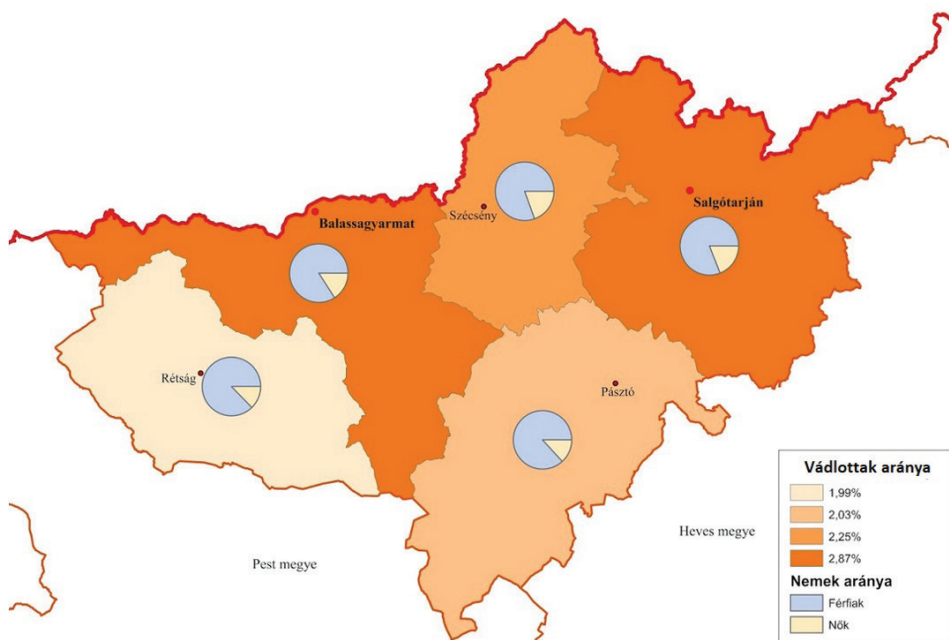 Szécsény
Salgótarján
Balassagyarmat
Rétság
Pásztó
Pest megye
Heves megye
Vádlottak aránya
1,99%
2,03%
2,25%
2,87%
Nemek aránya
Férfiak
Nők